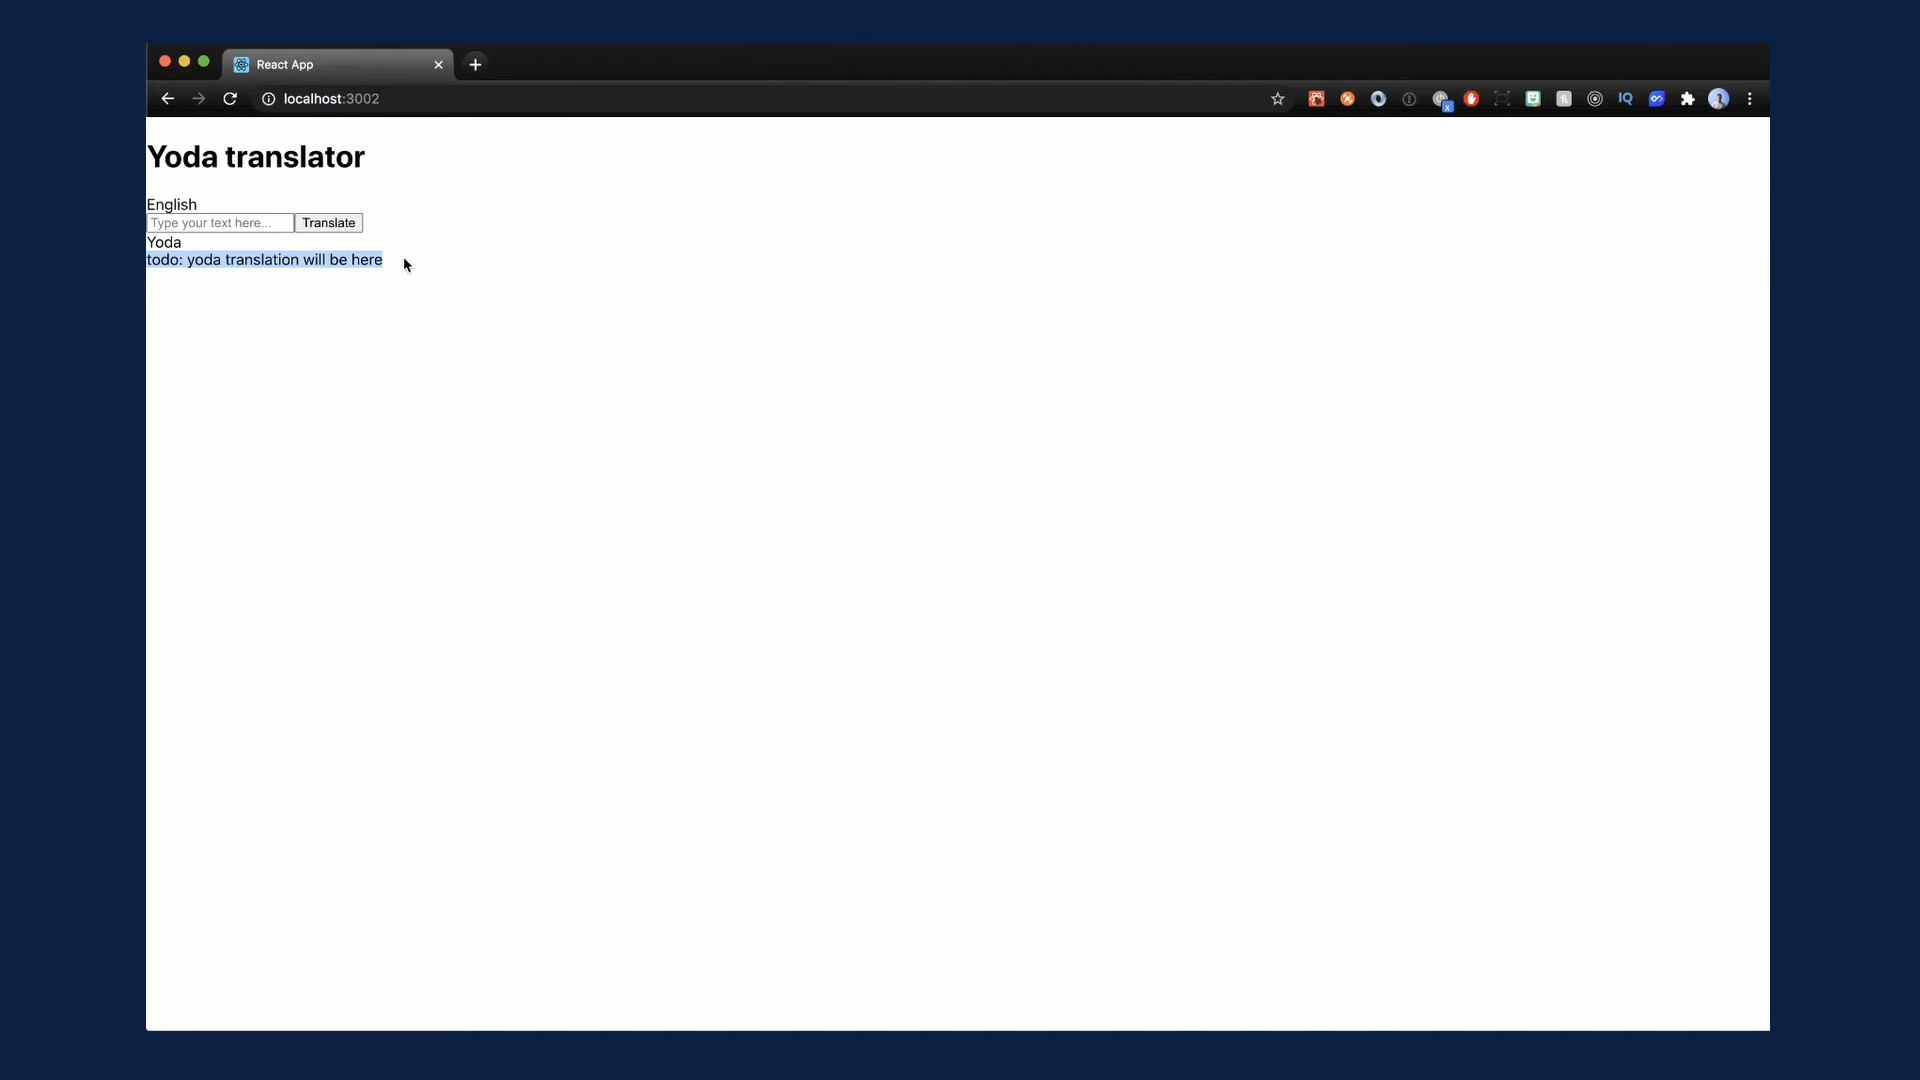 React App
localhost:3002
IQ
Yoda translator
English
Type your text here... Translate
Yoda
todo: yoda translation will be here